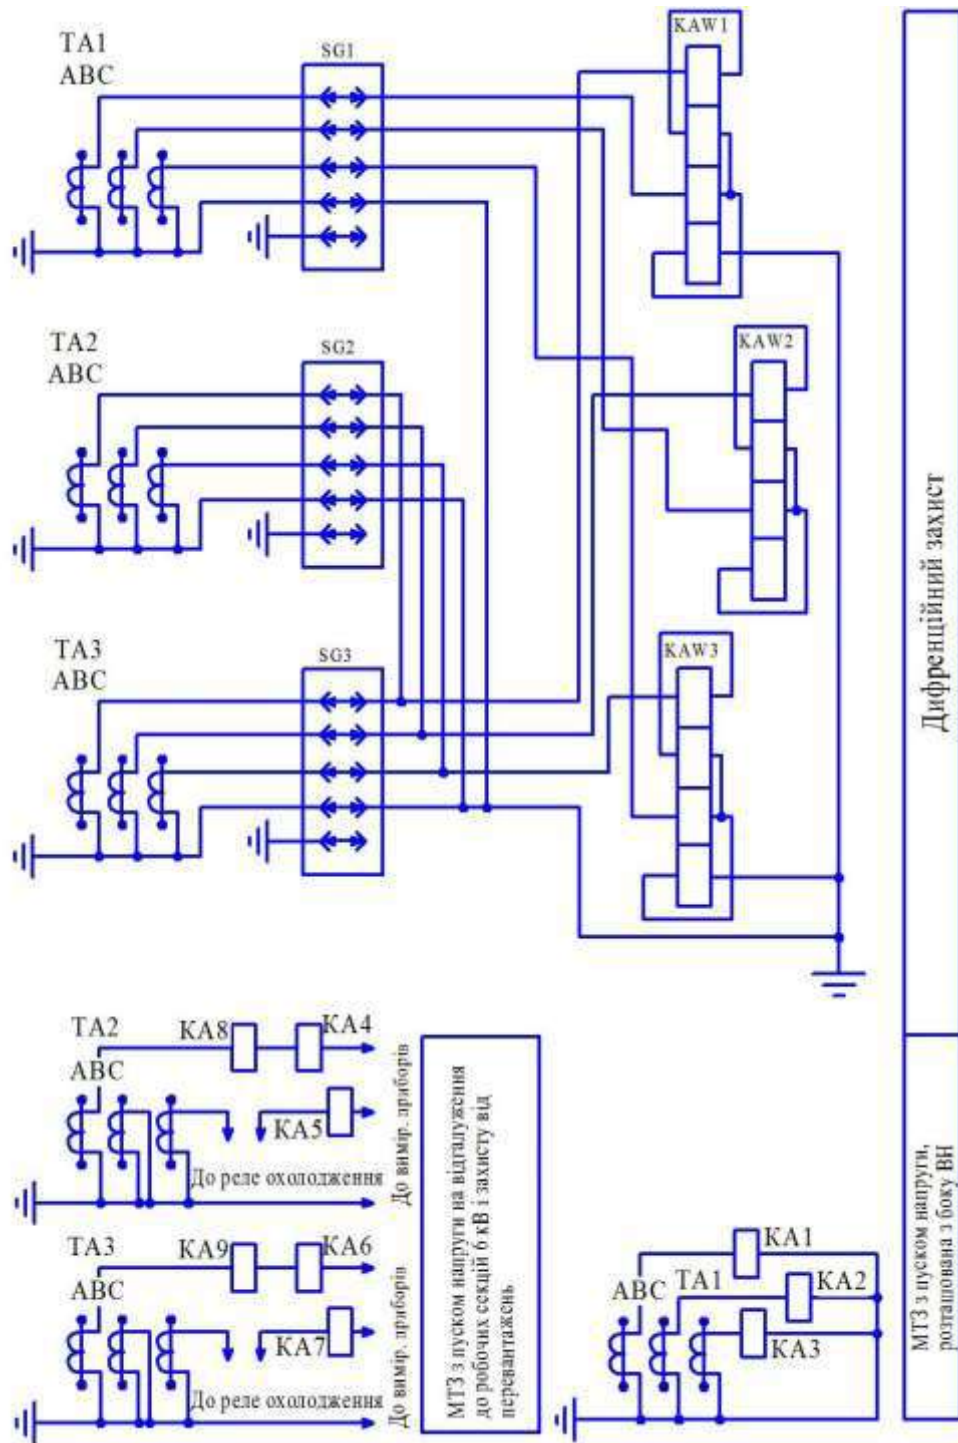 TA1
ABC
SG1
KAW1
TA2
ABC
SG2
KAW2
TA3
ABC
SG3
KAW3
Дифренційний захист
TA2
ABC
KA8
KA4
KA5
До реле охолодження
До вимір. приборів
TA3
ABC
KA9
KA6
KA7
До реле охолодження
До вимір. приборів
МТЗ з пуском напруги на відгалуження
до робочих секцій 6 кВ і захисту від
перевантажень
ABC
TA1
KA1
KA2
KA3
МТЗ з пуском напруги,
розташована з боку ВН